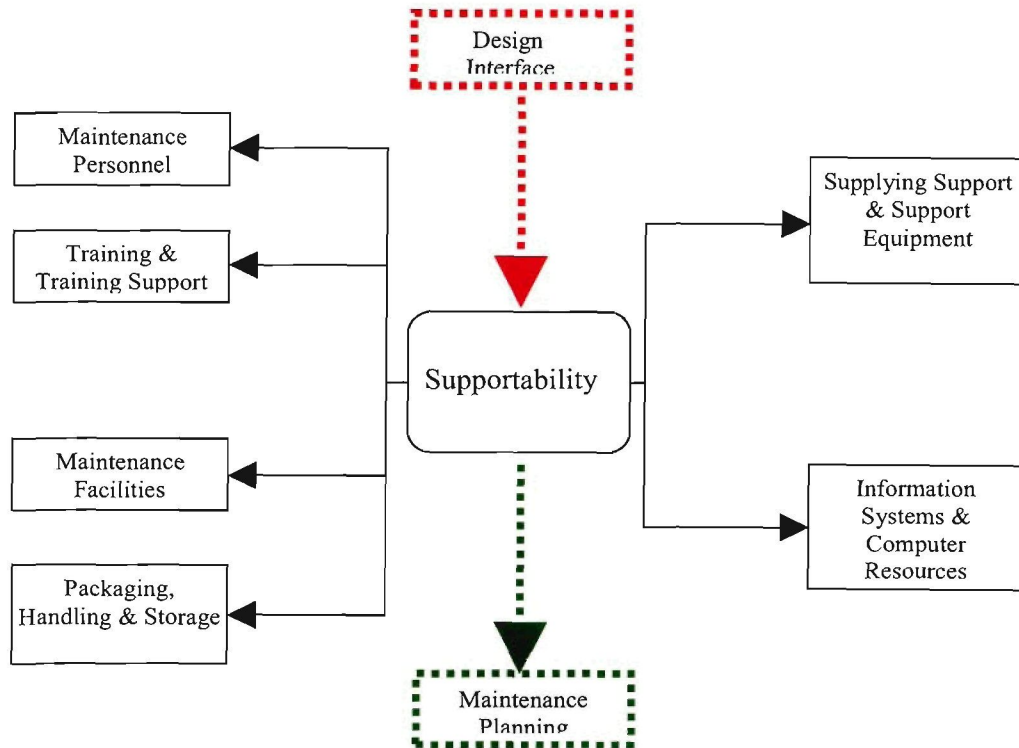 Design
Interface
Maintenance
Personnel
Training &
Training Support
Maintenance
Facilities
Packaging,
Handling & Storage
Supportability
Supplying Support
& Support
Equipment
Information
Systems &
Computer
Resources
Maintenance
Planning